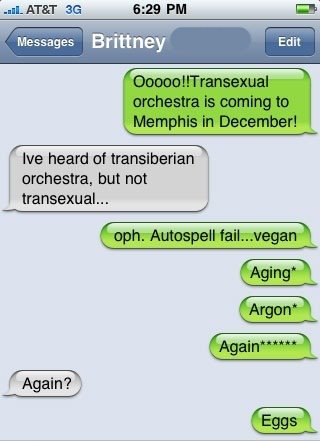 AT&T 3G 6:29 PM
Messages Brittney Edit
Ooooo!!Transexual
orchestra is coming to
Memphis in December!
Ive heard of transiberian
orchestra, but not
transexual...
oph. Autospell fail...vegan
Aging*
Argon*
Again******
Again?
Eggs